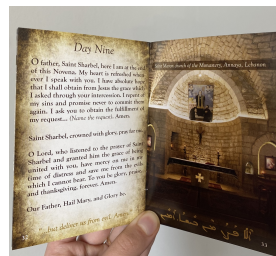 Day Nine
O father, Saint Sharbel, here I am at the end
of this Novena. My heart is refreshed when
ever I speak with you. I have absolute hope
that I shall obtain from Jesus the grace which
I asked through your intercession. I repent of
my sins and promise never to commit them
again. I ask you to obtain the fulfillment of
my request... (Name the request). Amen.
Saint Sharbel, crowned with glory, pray for me.
O Lord, who listened to the prayer of Saint
Sharbel and granted him the grace of being
united with you, have mercy on me in my
time of distress and save me from the evils
which I cannot bear. To you be glory, praise,
and thanksgiving, forever. Amen.
Our Father, Hail Mary, and Glory be.
"but deliver us from evil. Amen."
52
Saint Maron church of the Monastery, Annaya, Lebanon.
53